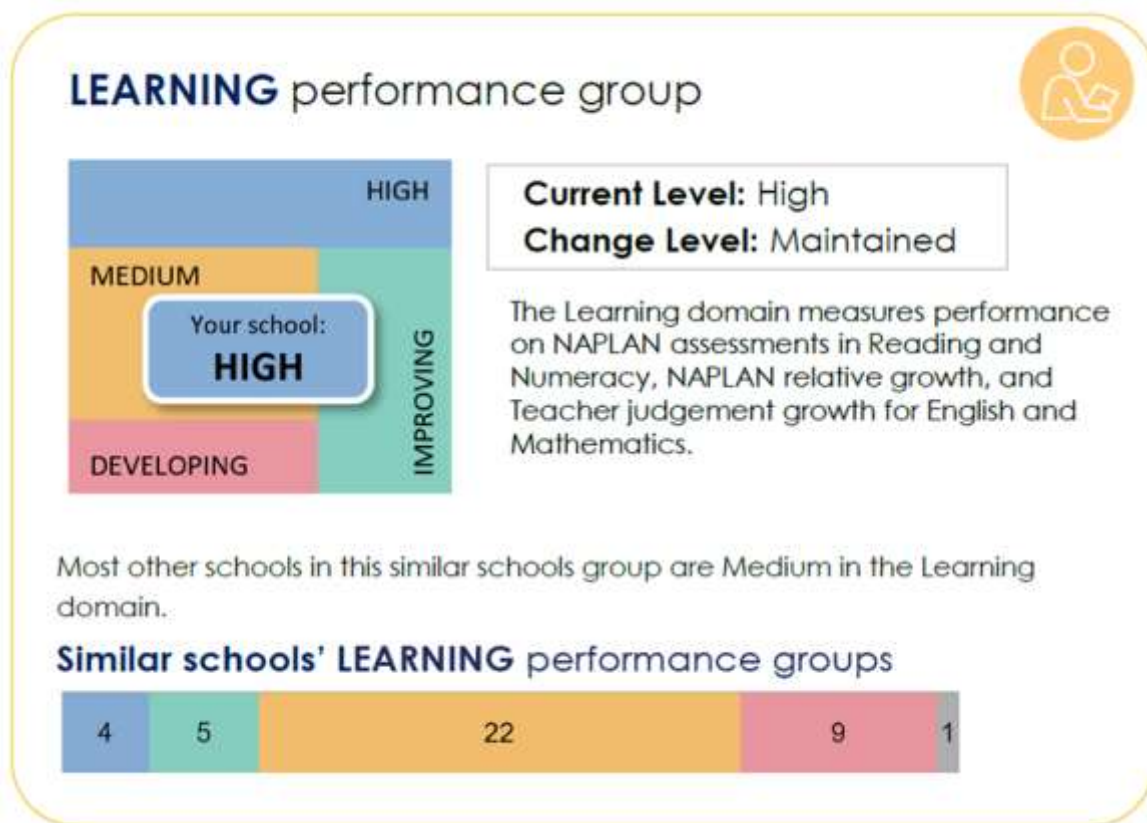 LEARNING performance group
HIGH
MEDIUM
Your school:
HIGH
IMPROVING
DEVELOPING
Current Level: High
Change Level: Maintained
The Learning domain measures performance
on NAPLAN assessments in Reading and
Numeracy, NAPLAN relative growth, and
Teacher judgement growth for English and
Mathematics.
Most other schools in this similar schools group are Medium in the Learning
domain.
Similar schools’ LEARNING performance groups
4 5 22 9 1